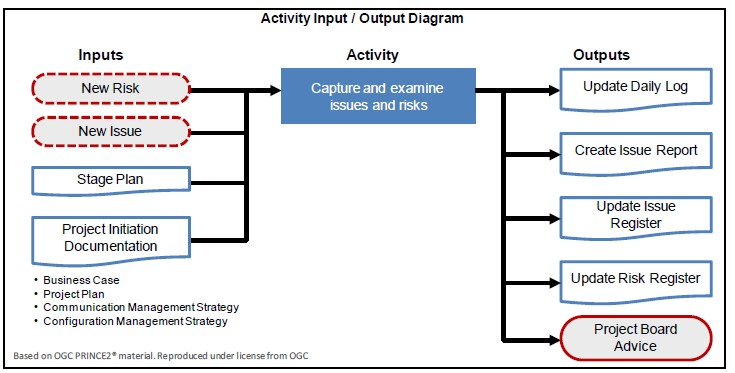 Activity Input / Output Diagram
Inputs
Activity
Outputs
New Risk
New Issue
Stage Plan
Project Initiation
Documentation
• Business Case
• Project Plan
• Communication Management Strategy
• Configuration Management Strategy
Capture and examine
issues and risks
Update Daily Log
Create Issue Report
Update Issue
Register
Update Risk Register
Project Board
Advice
Based on OGC PRINCE2® material. Reproduced under license from OGC